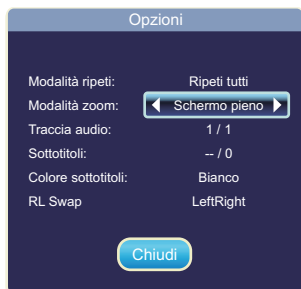 Opzioni
Modalità ripeti: Ripeti tutti
Modalità zoom: Schermo pieno
Traccia audio: 1 / 1
Sottotitoli: -- / 0
Colore sottotitoli: Bianco
RL Swap LeftRight
Chiudi